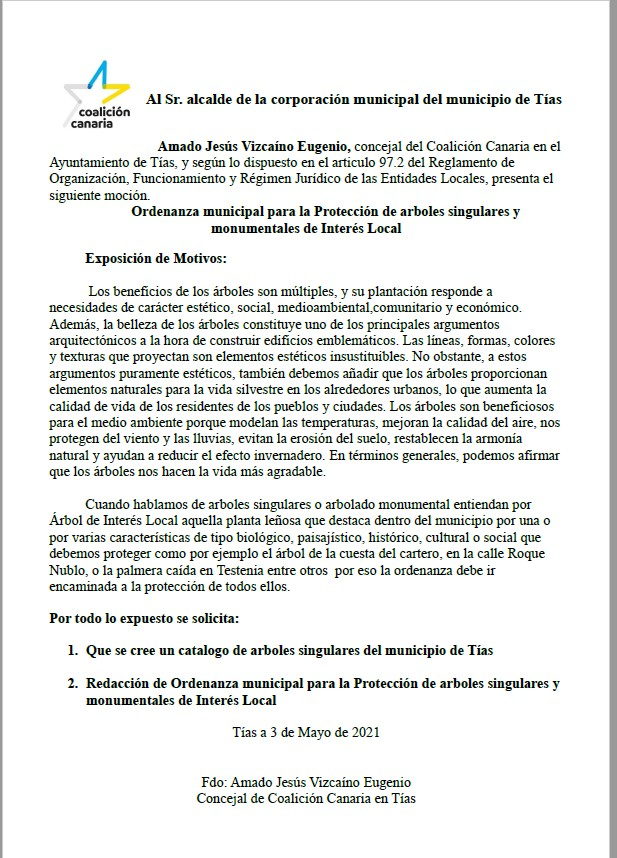 coalición
canaria
Al Sr. alcalde de la corporación municipal del municipio de Tías
Amado Jesús Vizcaíno Eugenio, concejal del Coalición Canaria en el
Ayuntamiento de Tías, y según lo dispuesto en el articulo 97.2 del Reglamento de
Organización, Funcionamiento y Régimen Jurídico de las Entidades Locales, presenta el
siguiente moción.
Ordenanza municipal para la Protección de arboles singulares y
monumentales de Interés Local
Exposición de Motivos:
Los beneficios de los árboles son múltiples, y su plantación responde a
necesidades de carácter estético, social, medioambiental,comunitario y económico.
Además, la belleza de los árboles constituye uno de los principales argumentos
arquitectónicos a la hora de construir edificios emblemáticos. Las líneas, formas, colores
y texturas que proyectan son elementos estéticos insustituibles. No obstante, a estos
argumentos puramente estéticos, también debemos añadir que los árboles proporcionan
elementos naturales para la vida silvestre en los alrededores urbanos, lo que aumenta la
calidad de vida de los residentes de los pueblos y ciudades. Los árboles son beneficiosos
para el medio ambiente porque modelan las temperaturas, mejoran la calidad del aire, nos
protegen del viento y las lluvias, evitan la erosión del suelo, restablecen la armonía
natural y ayudan a reducir el efecto invernadero. En términos generales, podemos afirmar
que los árboles nos hacen la vida más agradable.
Cuando hablamos de arboles singulares o arbolado monumental entiendan por
Árbol de Interés Local aquella planta leñosa que destaca dentro del municipio por una o
por varias características de tipo biológico, paisajístico, histórico, cultural o social que
debemos proteger como por ejemplo el árbol de la cuesta del cartero, en la calle Roque
Nublo, o la palmera caída en Testenia entre otros por eso la ordenanza debe ir
encaminada a la protección de todos ellos.
Por todo lo expuesto se solicita:
1. Que se cree un catalogo de arboles singulares del municipio de Tías
2. Redacción de Ordenanza municipal para la Protección de arboles singulares y
monumentales de Interés Local
Tías a 3 de Mayo de 2021
Fdo: Amado Jesús Vizcaíno Eugenio
Concejal de Coalición Canaria en Tías